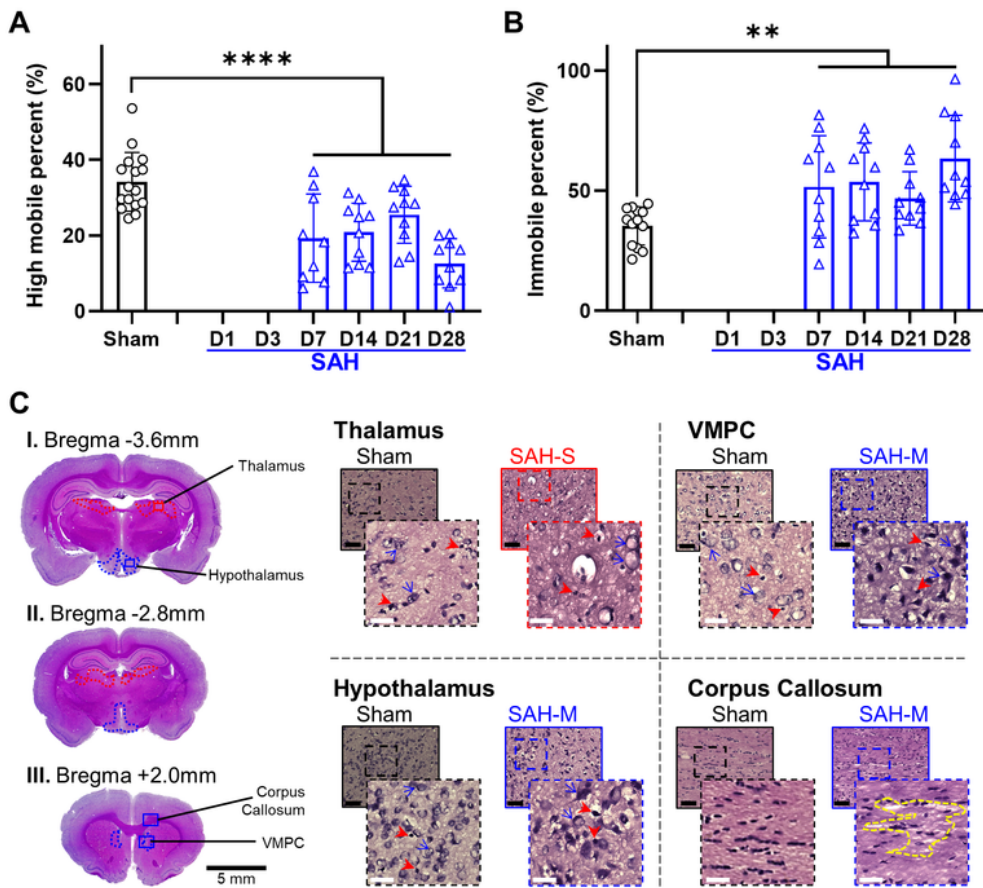 A
High mobile percent (%)
60
40
20
0
****
Sham
D1 D3 D7 D14 D21 D28
SAH
B
Immobile percent (%)
100
50
0
**
Sham
D1 D3 D7 D14 D21 D28
SAH
C
I. Bregma -3.6mm
Thalamus
Hypothalamus
II. Bregma -2.8mm
III. Bregma +2.0mm
Corpus
Callosum
VMPC
5 mm
Thalamus
Sham
SAH-S
VMPC
Sham
SAH-M
Hypothalamus
Sham
SAH-M
Corpus Callosum
Sham
SAH-M